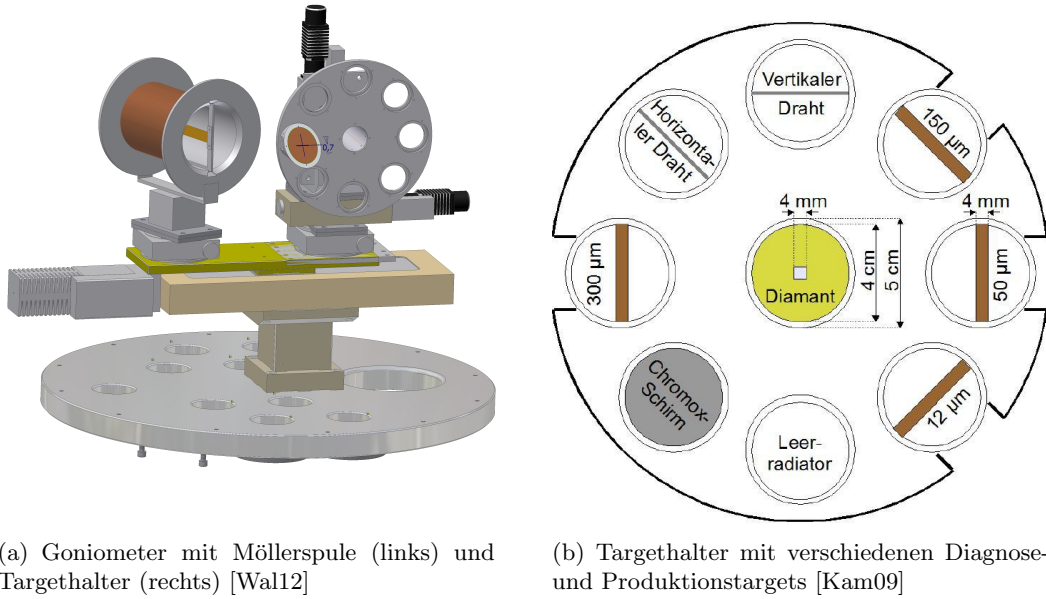 0,7
Vertikaler
Draht
Horizonta-
ler Draht
150 µm
4 mm
4 mm
300 µm
Diamant
4 cm
5 cm
50 µm
Chromox-
Schirm
Leer-
radiator
12 µm
(a) Goniometer mit Möllerspule (links) und
Targethalter (rechts) [Wal12]
(b) Targethalter mit verschiedenen Diagnose-
und Produktionstargets [Kam09]